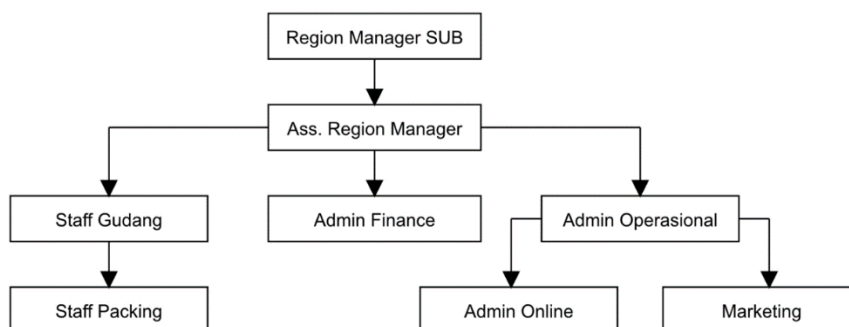 Region Manager SUB
Ass. Region Manager
Staff Gudang
Admin Finance
Admin Operasional
Staff Packing
Admin Online
Marketing